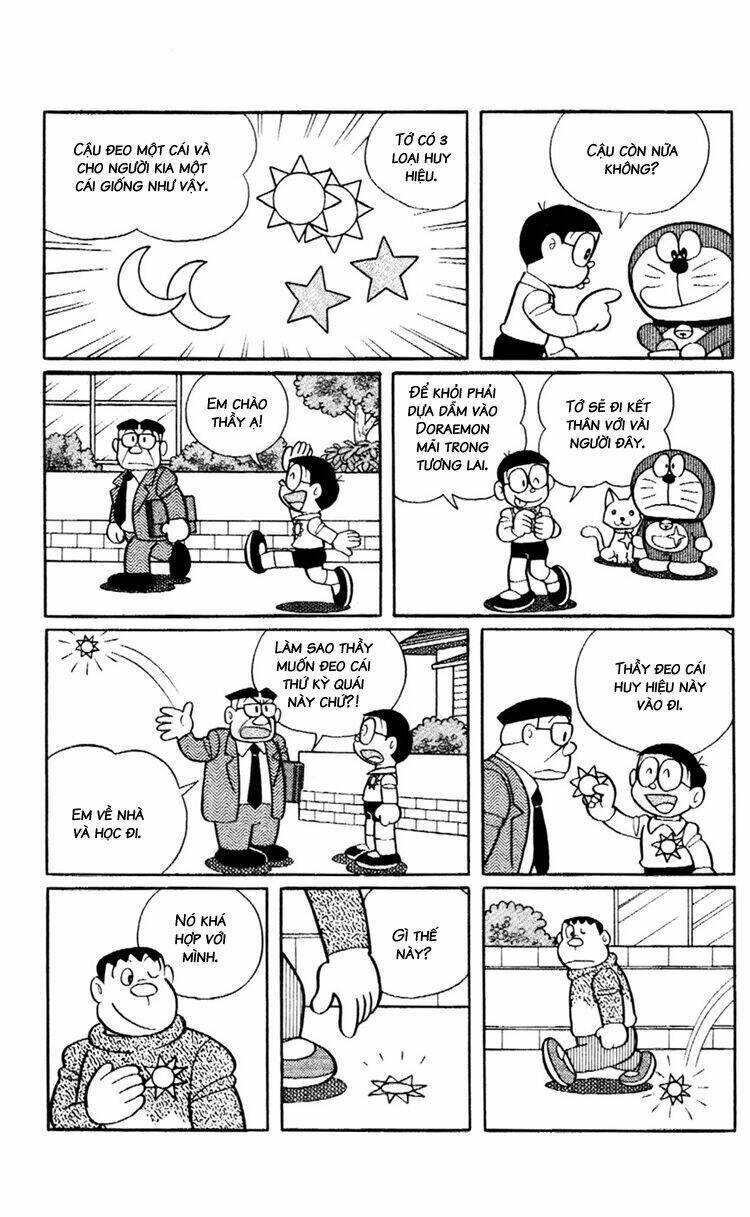 CẬU CÒN NỮA
KHÔNG?
TỚ CÓ 3
LOẠI HUY
HIỆU.
CẬU ĐEO MỘT CÁI VÀ
CHO NGƯỜI KIA MỘT
CÁI GIỐNG NHƯ VẬY.
TỚ SẼ ĐI KẾT
THÂN VỚI VÀI
NGƯỜI ĐÂY.
ĐỂ KHỎI PHẢI
DỰA DẪM VÀO
DORAEMON
MÃI TRONG
TƯƠNG LAI.
EM CHÀO
THẦY Ạ!
THẦY ĐEO CÁI
HUY HIỆU NÀY
VÀO ĐI.
LÀM SAO THẦY
MUỐN ĐEO CÁI
THỨ KỲ QUÁI
NÀY CHỨ?!
EM VỀ NHÀ
VÀ HỌC ĐI.
GÌ THẾ
NÀY?
NÓ KHÁ
HỢP VỚI
MÌNH.